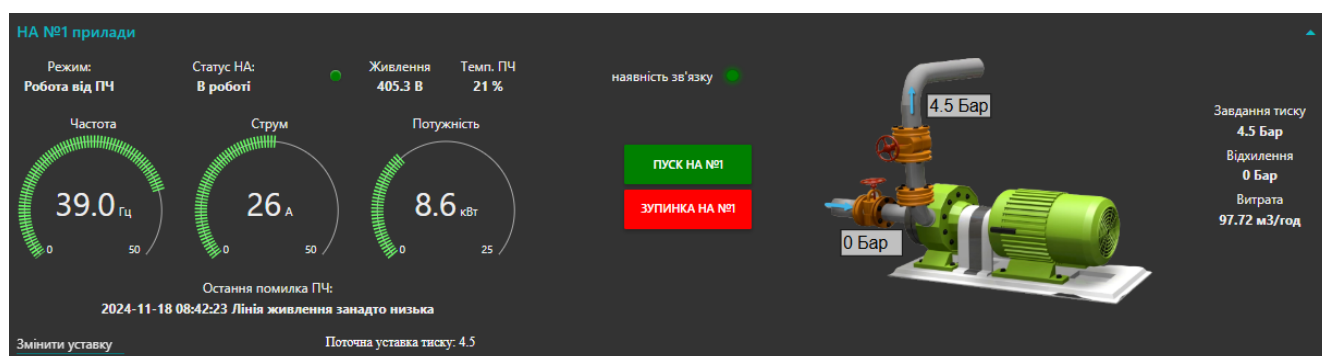 НА №1 прилади
Режим:
Робота від ПЧ
Статус НА:
В роботі
Живлення
405.3 В
Темп. ПЧ
21 %
наявність зв'язку
Частота
39.0 Гц
0
50
Струм
26 А
0
50
Потужність
8.6 кВт
0
25
ПУСК НА №1
ЗУПИНКА НА №1
4.5 Бар
0 Бар
Завдання тиску
4.5 Бар
Відхилення
0 Бар
Витрата
97.72 м3/год
Остання помилка ПЧ:
2024-11-18 08:42:23 Лінія живлення занадто низька
Змінити уставку
Поточна уставка тиску: 4.5